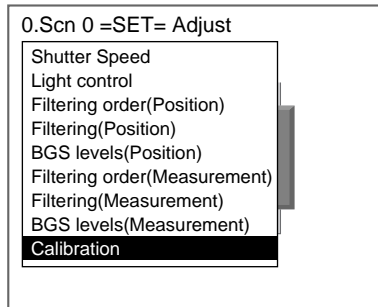 0.Scn 0 =SET= Adjust
Shutter Speed
Light control
Filtering order(Position)
Filtering(Position)
BGS levels(Position)
Filtering order(Measurement)
Filtering(Measurement)
BGS levels(Measurement)
Calibration